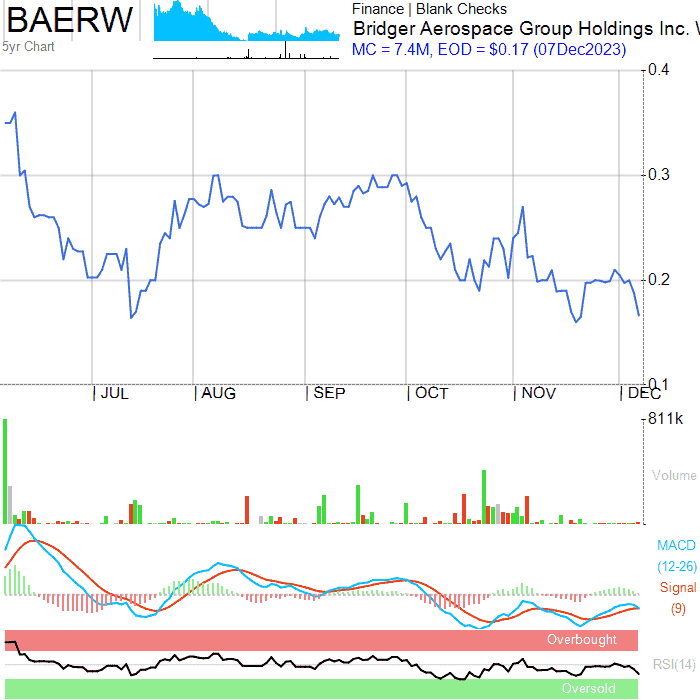 BAERW
5yr Chart
Finance | Blank Checks
Bridger Aerospace Group Holdings Inc.
MC = 7.4M, EOD = $0.17 (07Dec2023)
0.4
0.3
0.2
0.1
| JUL | AUG | SEP | OCT | NOV | DEC
811k
Volume
MACD
(12-26)
Signal
(9)
Overbought
RSI(14)
Oversold